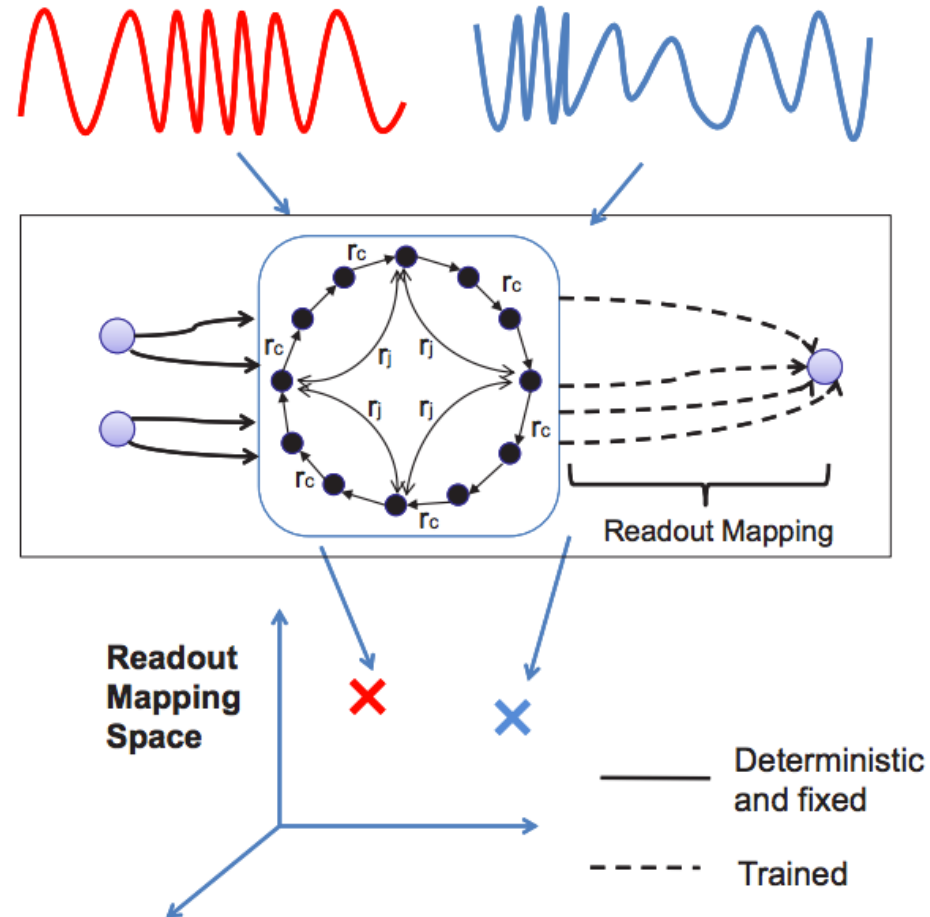 rc
rc
rc
rj
rj
rj
rj
rc
rc
rc
Readout Mapping
Readout
Mapping
Space
Deterministic
and fixed
Trained